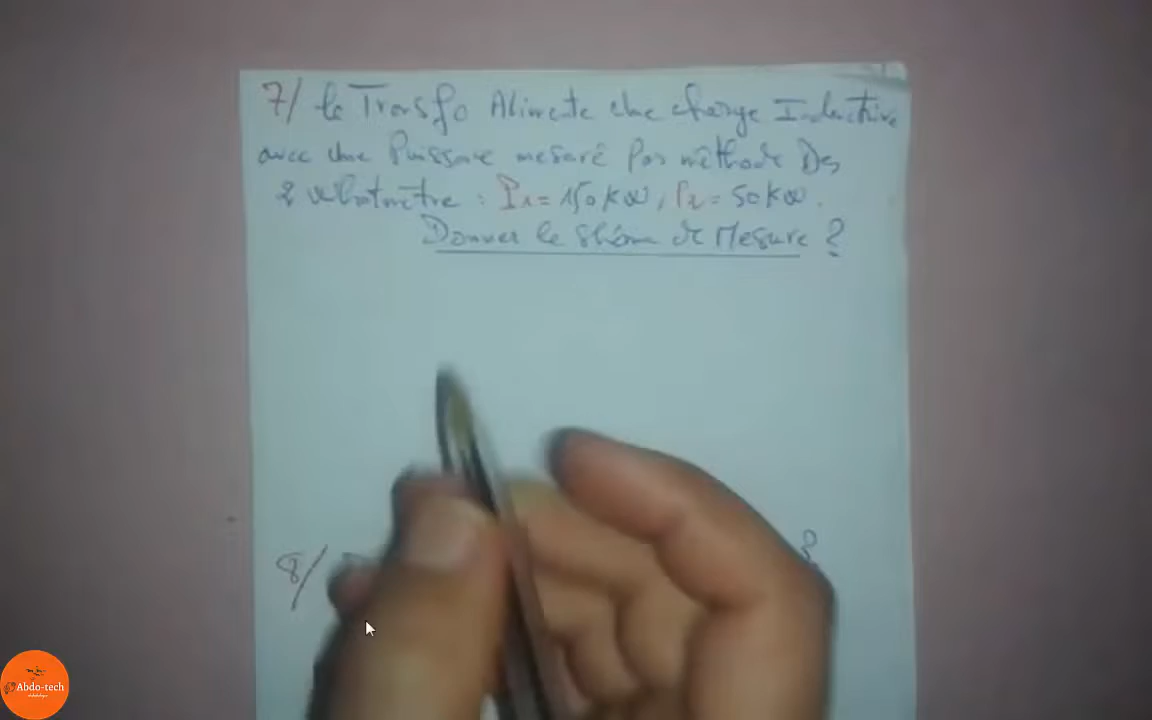 7/ le Transfo Alimente une charge Inductive
avec une Puissance mesuré Par méthode Des
2 wattmètre : P1 = 150 kW, P2 = 50 kW.
Donner le shéma de Mesure ?
8/
?
Abdo-tech